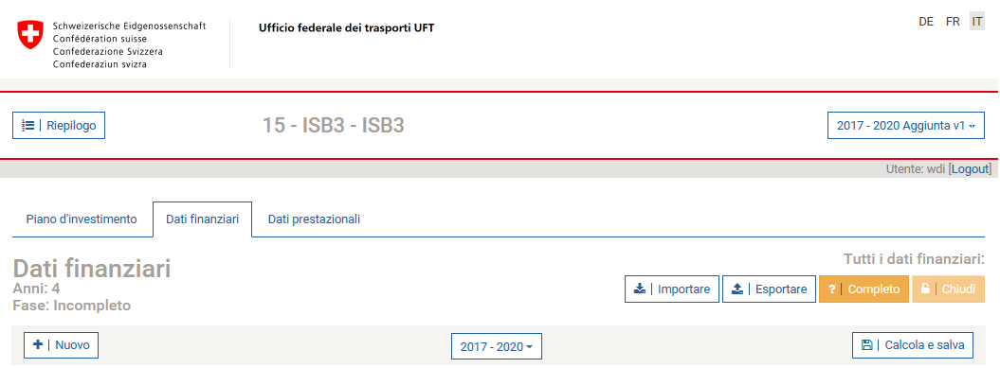 Schweizerische Eidgenossenschaft
Confédération suisse
Confederazione Svizzera
Confederaziun svizra
Ufficio federale dei trasporti UFT
DE FR IT
Riepilogo
15 - ISB3 - ISB3
2017 - 2020 Aggiunta v1
Utente: wdi [Logout]
Piano d'investimento Dati finanziari Dati prestazionali
Dati finanziari
Anni: 4
Fase: Incompleto
Tutti i dati finanziari:
Importare Esportare ? | Completo Chiudi
+ | Nuovo 2017 - 2020 Calcola e salva